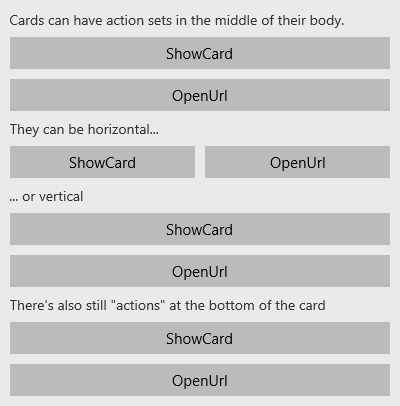 Cards can have action sets in the middle of their body.
ShowCard
OpenUrl
They can be horizontal...
ShowCard OpenUrl
... or vertical
ShowCard
OpenUrl
There's also still "actions" at the bottom of the card
ShowCard
OpenUrl